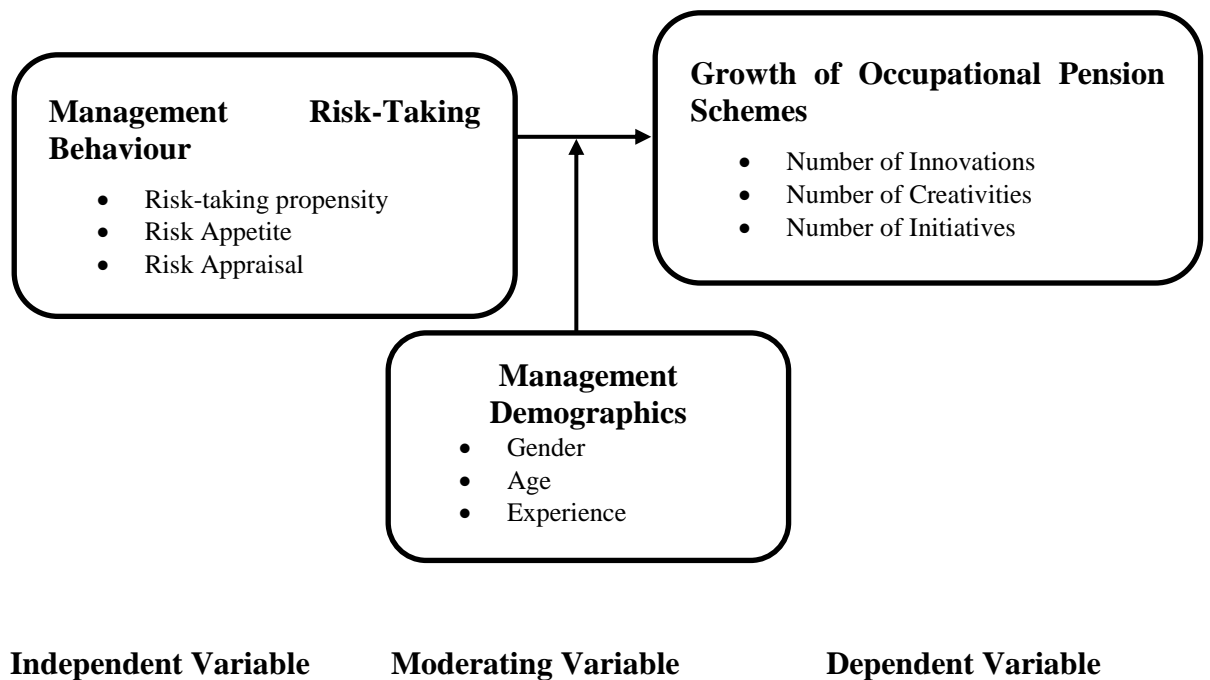 Management Risk-Taking
Behaviour
• Risk-taking propensity
• Risk Appetite
• Risk Appraisal
Growth of Occupational Pension
Schemes
• Number of Innovations
• Number of Creativities
• Number of Initiatives
Management
Demographics
• Gender
• Age
• Experience
Independent Variable
Moderating Variable
Dependent Variable